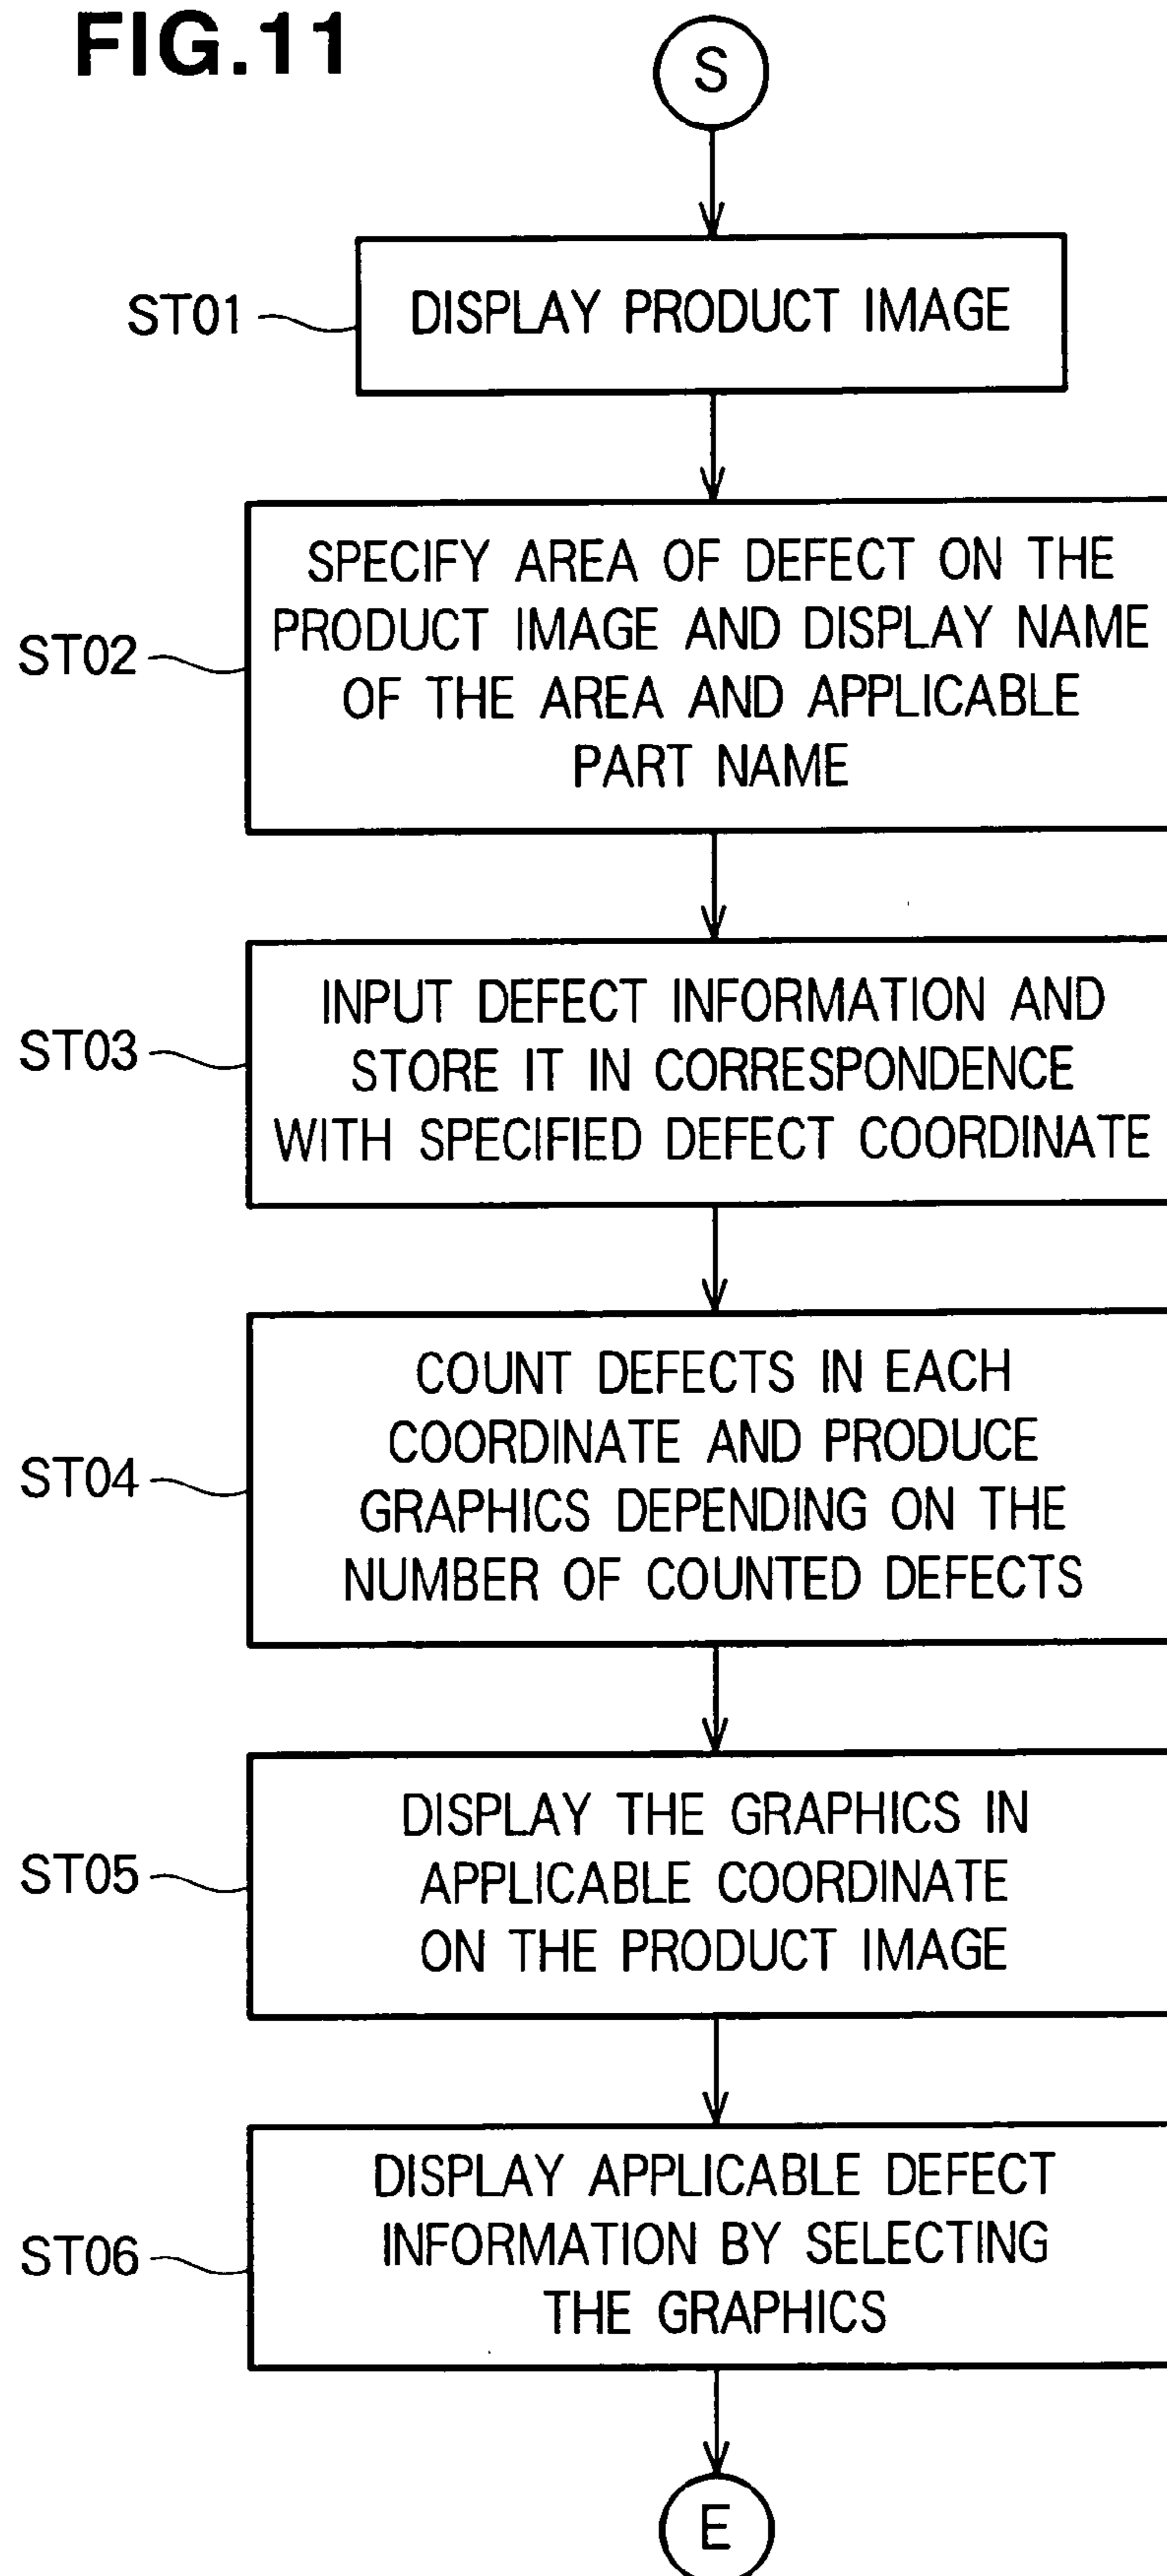 FIG.11
S
ST01
DISPLAY PRODUCT IMAGE
ST02
SPECIFY AREA OF DEFECT ON THE
PRODUCT IMAGE AND DISPLAY NAME
OF THE AREA AND APPLICABLE
PART NAME
ST03
INPUT DEFECT INFORMATION AND
STORE IT IN CORRESPONDENCE
WITH SPECIFIED DEFECT COORDINATE
ST04
COUNT DEFECTS IN EACH
COORDINATE AND PRODUCE
GRAPHICS DEPENDING ON THE
NUMBER OF COUNTED DEFECTS
ST05
DISPLAY THE GRAPHICS IN
APPLICABLE COORDINATE
ON THE PRODUCT IMAGE
ST06
DISPLAY APPLICABLE DEFECT
INFORMATION BY SELECTING
THE GRAPHICS
E